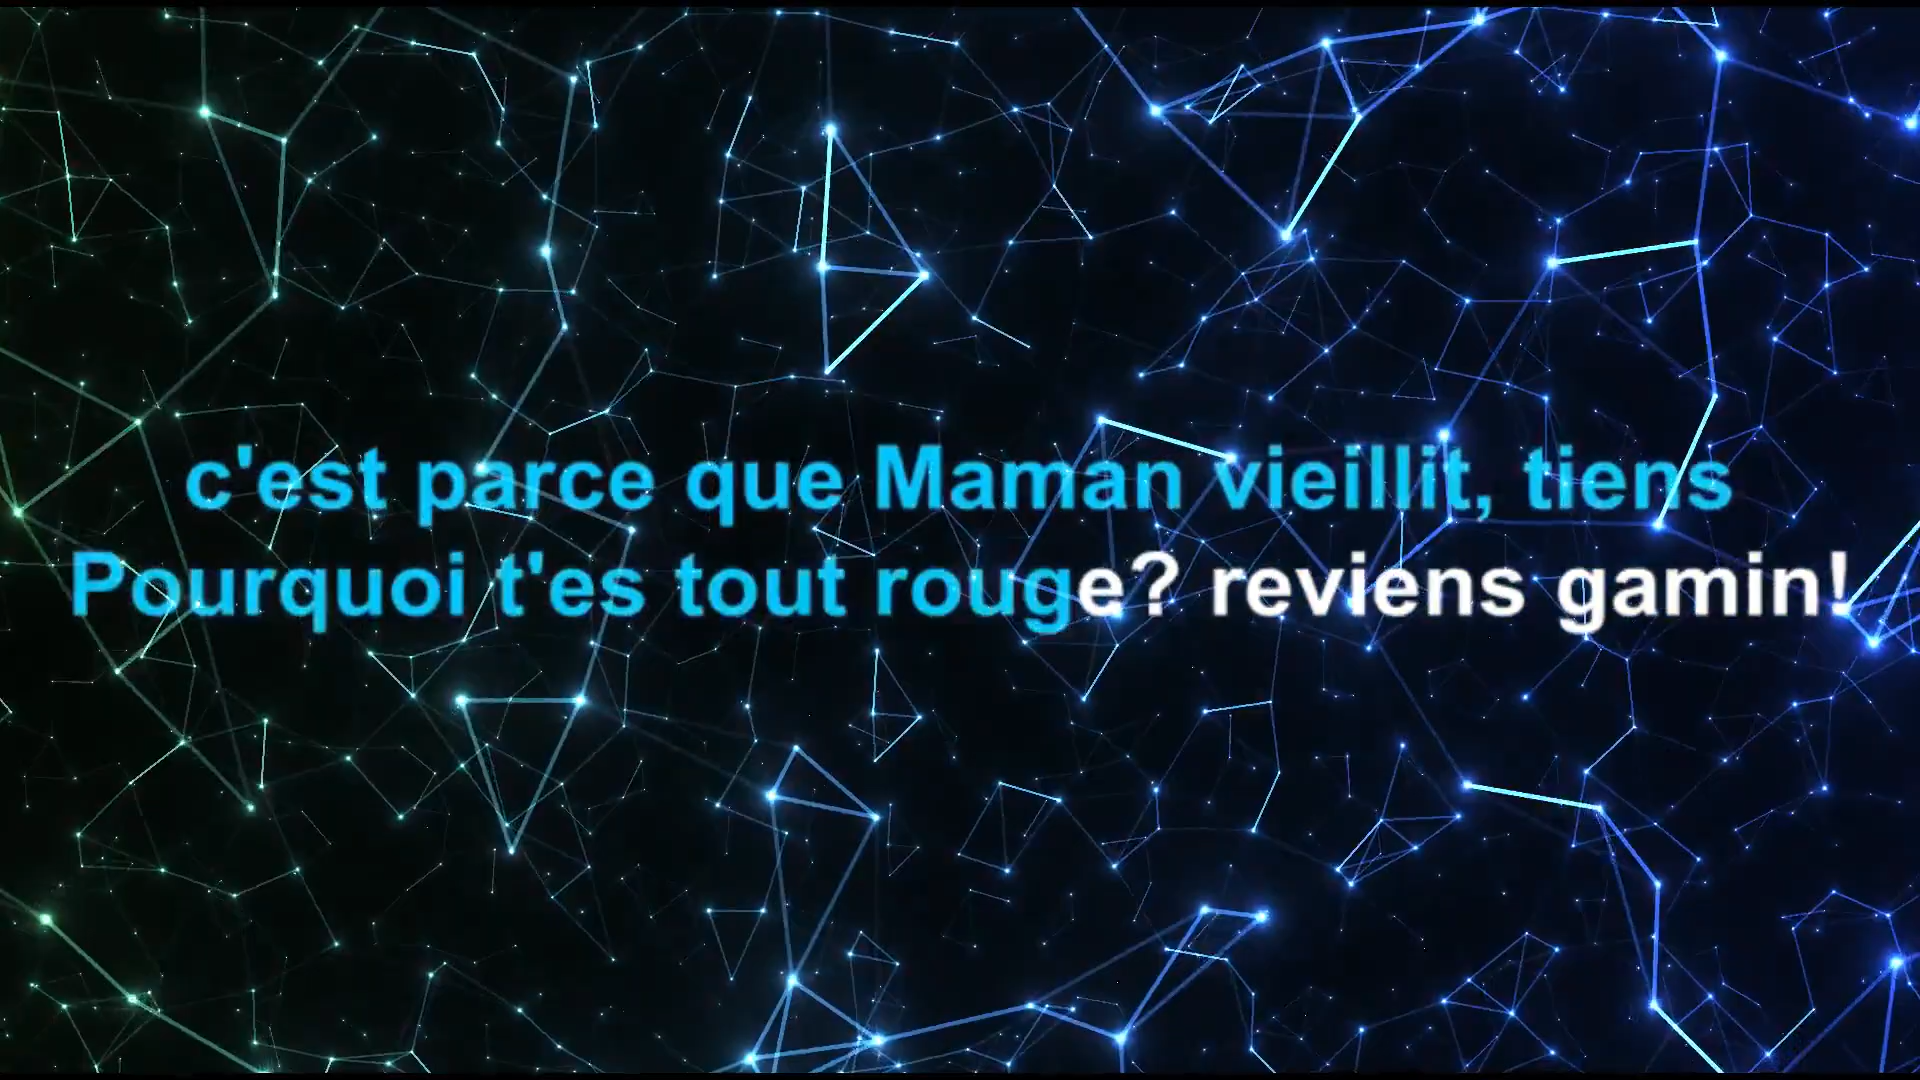 c'est parce que Maman vieillit, tiens
Pourquoi t'es tout rouge? reviens gamin!